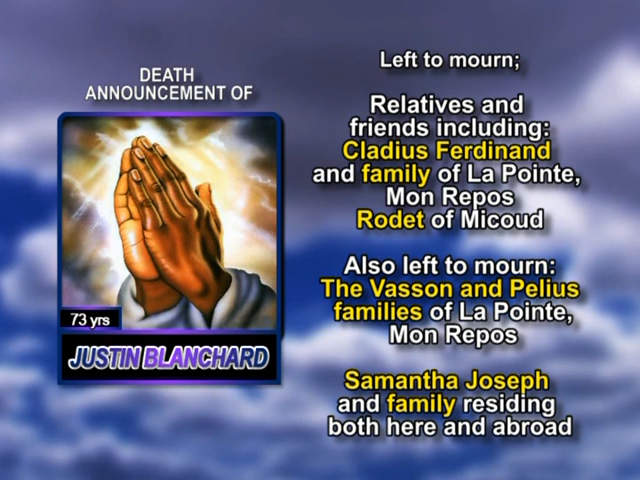 DEATH
ANNOUNCEMENT OF
73 yrs
JUSTIN BLANCHARD
Left to mourn;
Relatives and
friends including:
Cladius Ferdinand
and family of La Pointe,
Mon Repos
Rodet of Micoud
Also left to mourn:
The Vasson and Pelius
families of La Pointe,
Mon Repos
Samantha Joseph
and family residing
both here and abroad